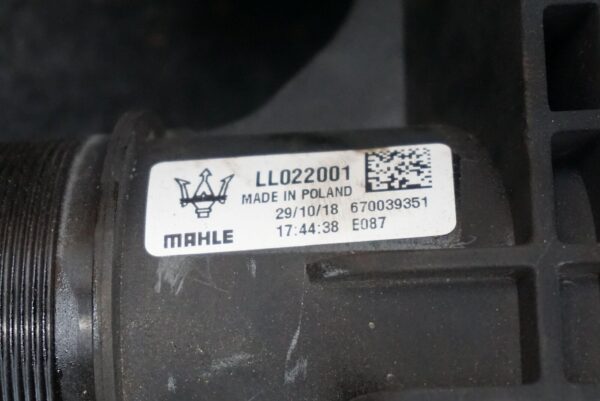 LL022001
MADE IN POLAND
29/10/18 670039351
MAHLE 17:44:38 E087